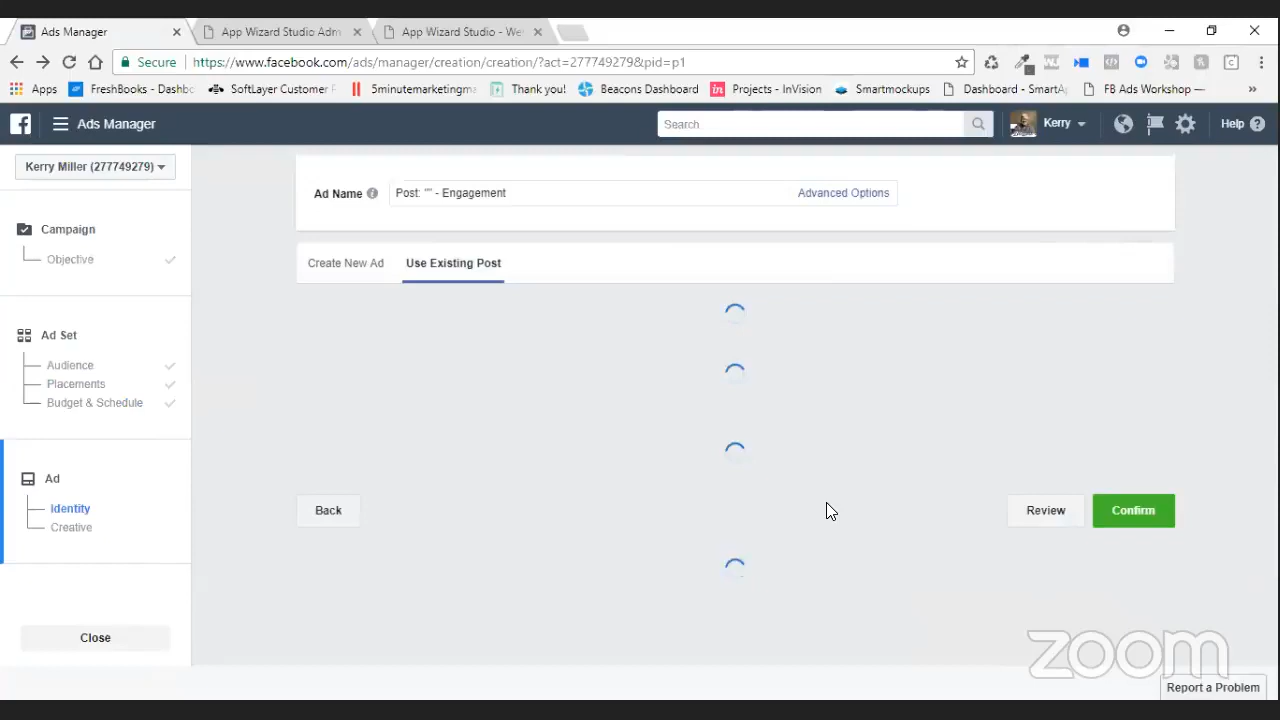 Ads Manager
App Wizard Studio Adm
App Wizard Studio - We
Secure
https://www.facebook.com/ads/manager/creation/creation/?act=277749279&pid=p1
Apps
FreshBooks - Dashbo
SoftLayer Customer P
5minutemarketingma
Thank you!
Beacons Dashboard
Projects - InVision
Smartmockups
Dashboard - SmartA
FB Ads Workshop —
»
Ads Manager
Search
Kerry
Help ?
Kerry Miller (277749279)
Ad Name
Post: "" - Engagement
Advanced Options
Campaign
Objective
Create New Ad
Use Existing Post
Ad Set
Audience
Placements
Budget & Schedule
Ad
Identity
Creative
Back
Review
Confirm
Close
zoom
Report a Problem